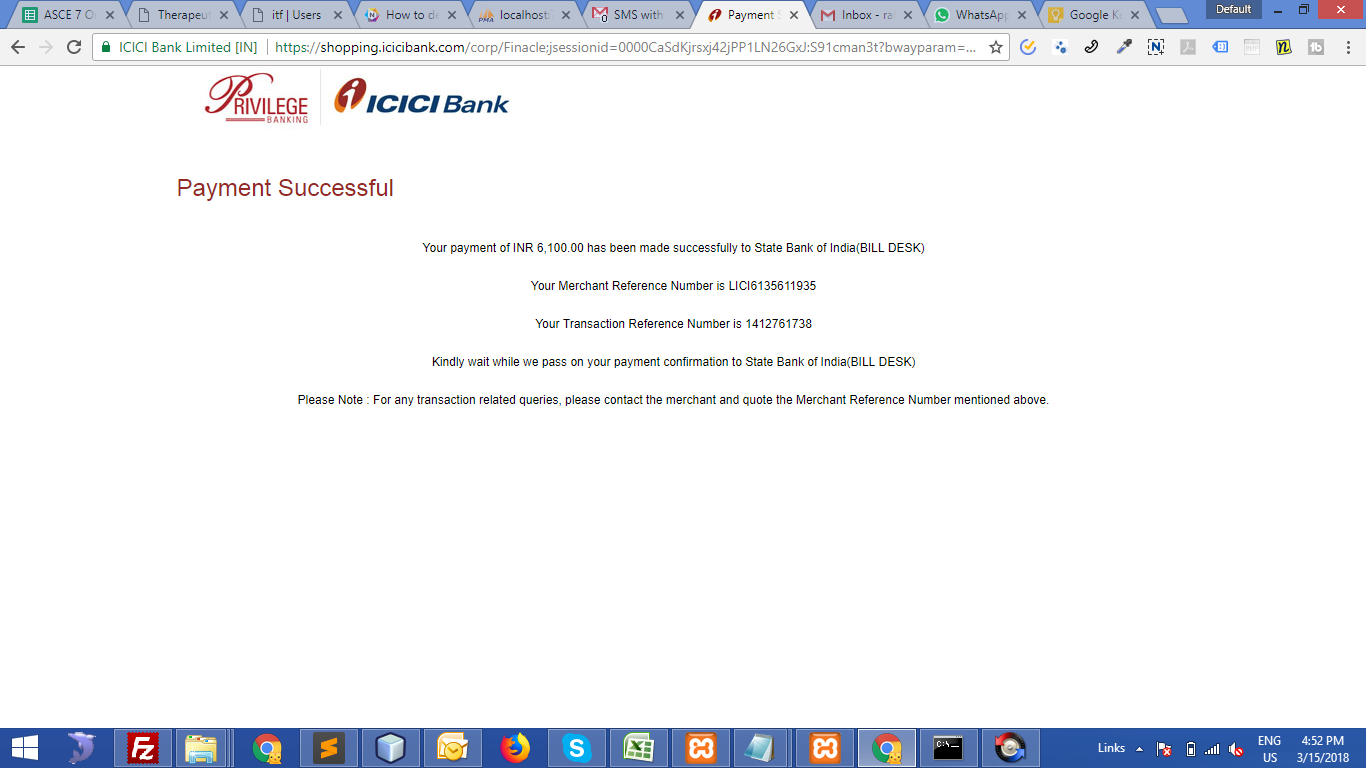 ASCE 7 O
Therapeut
itf | Users
How to de
localhost
SMS with
Payment S
Inbox - ra
WhatsApp
Google Ke
Default
ICICI Bank Limited [IN]
https://shopping.icicibank.com/corp/Finacle;jsessionid=0000CaSdKjrsxj42jPP1LN26GxJ:S91cman3t?bwayparam=...
PRIVILEGE
BANKING
ICICI Bank
Payment Successful
Your payment of INR 6,100.00 has been made successfully to State Bank of India(BILL DESK)
Your Merchant Reference Number is LICI6135611935
Your Transaction Reference Number is 1412761738
Kindly wait while we pass on your payment confirmation to State Bank of India(BILL DESK)
Please Note : For any transaction related queries, please contact the merchant and quote the Merchant Reference Number mentioned above.
Links
ENG
US
4:52 PM
3/15/2018